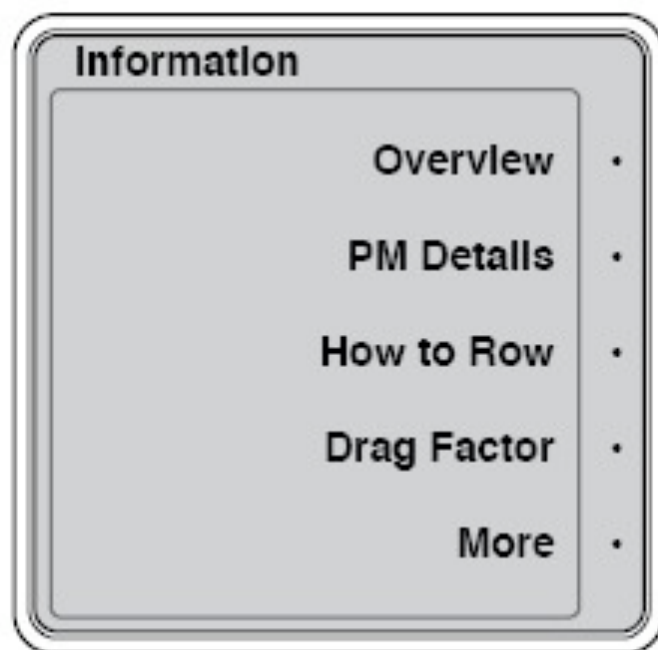 Information
Overview
PM Details
How to Row
Drag Factor
More